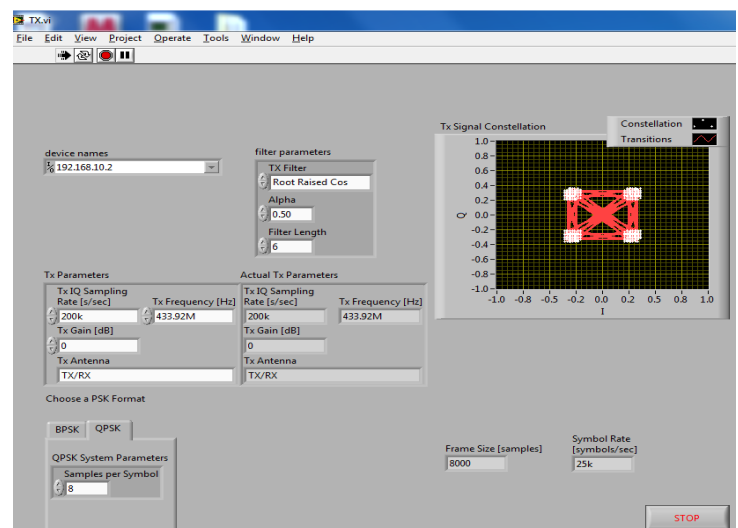 TX.vi
File Edit View Project Operate Tools Window Help
device names
192.168.10.2
filter parameters
TX Filter
Root Raised Cos
Alpha
0.50
Filter Length
6
Tx Signal Constellation
Constellation
Transitions
1.0
0.8
0.6
0.4
0.2
0.0
-0.2
-0.4
-0.6
-0.8
-1.0
Q
-1.0 -0.8 -0.5 -0.2 0.0 0.2 0.5 0.8 1.0
I
Tx Parameters
Tx IQ Sampling
Rate [s/sec] Tx Frequency [Hz]
200k 433.92M
Tx Gain [dB]
0
Tx Antenna
TX/RX
Actual Tx Parameters
Tx IQ Sampling
Rate [s/sec] Tx Frequency [Hz]
200k 433.92M
Tx Gain [dB]
0
Tx Antenna
TX/RX
Choose a PSK Format
BPSK QPSK
QPSK System Parameters
Samples per Symbol
8
Frame Size [samples]
8000
Symbol Rate
[symbols/sec]
25k
STOP